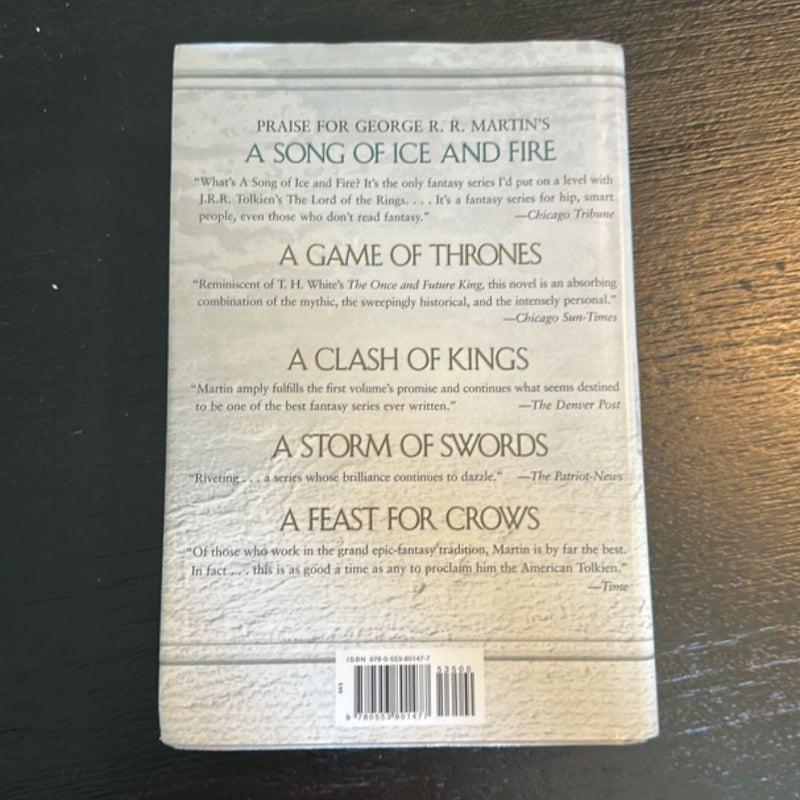 PRAISE FOR GEORGE R. R. MARTIN'S
A SONG OF ICE AND FIRE
“What's A Song of Ice and Fire? It's the only fantasy series I'd put on a level with
J.R.R. Tolkien's The Lord of the Rings. . . . It's a fantasy series for hip, smart
people, even those who don't read fantasy.” —Chicago Tribune
A GAME OF THRONES
“Reminiscent of T. H. White's The Once and Future King, this novel is an absorbing
combination of the mythic, the sweepingly historical, and the intensely personal.”
—Chicago Sun-Times
A CLASH OF KINGS
“Martin amply fulfills the first volume's promise and continues what seems destined
to be one of the best fantasy series ever written.” —The Denver Post
A STORM OF SWORDS
“Riveting . . . a series whose brilliance continues to dazzle.” —The Patriot-News
A FEAST FOR CROWS
“Of those who work in the grand epic-fantasy tradition, Martin is by far the best.
In fact . . . this is as good a time as any to proclaim him the American Tolkien.”
—Time
ISBN 978-0-553-80147-7
53500
9 780553 801477